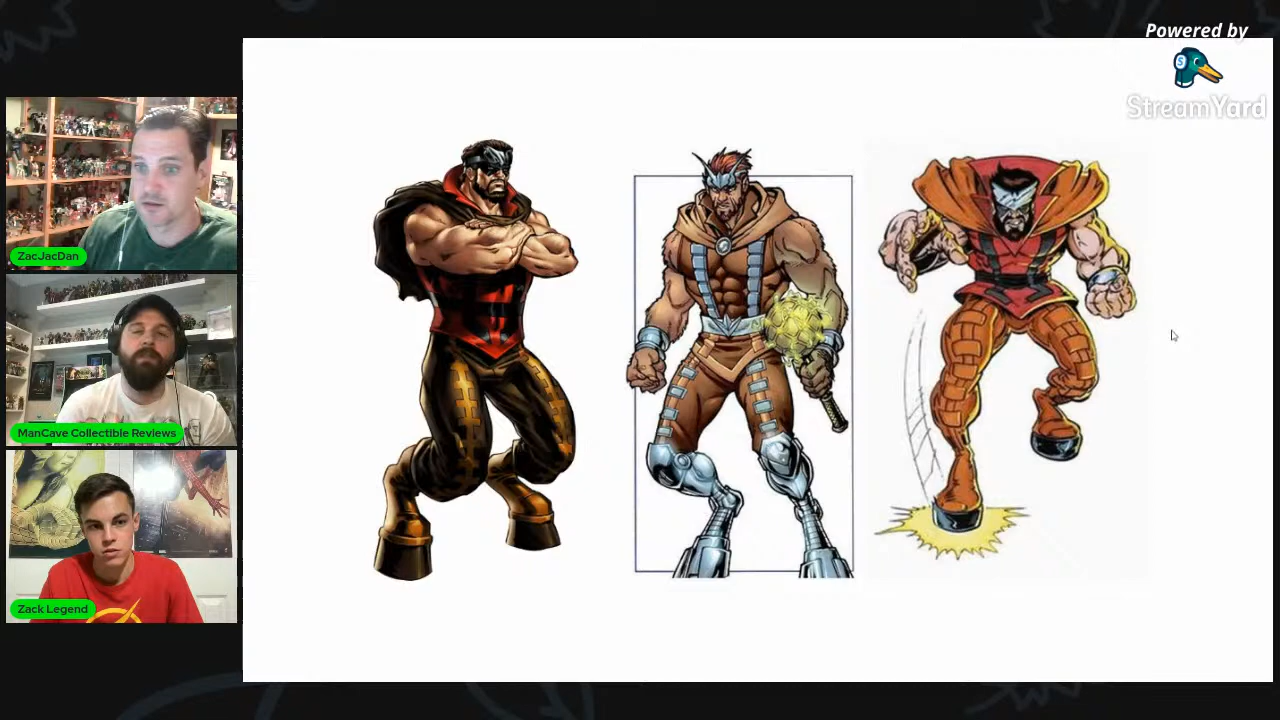 Powered by
StreamYard
ZacJacDan
ManCave Collectible Reviews
Zack Legend